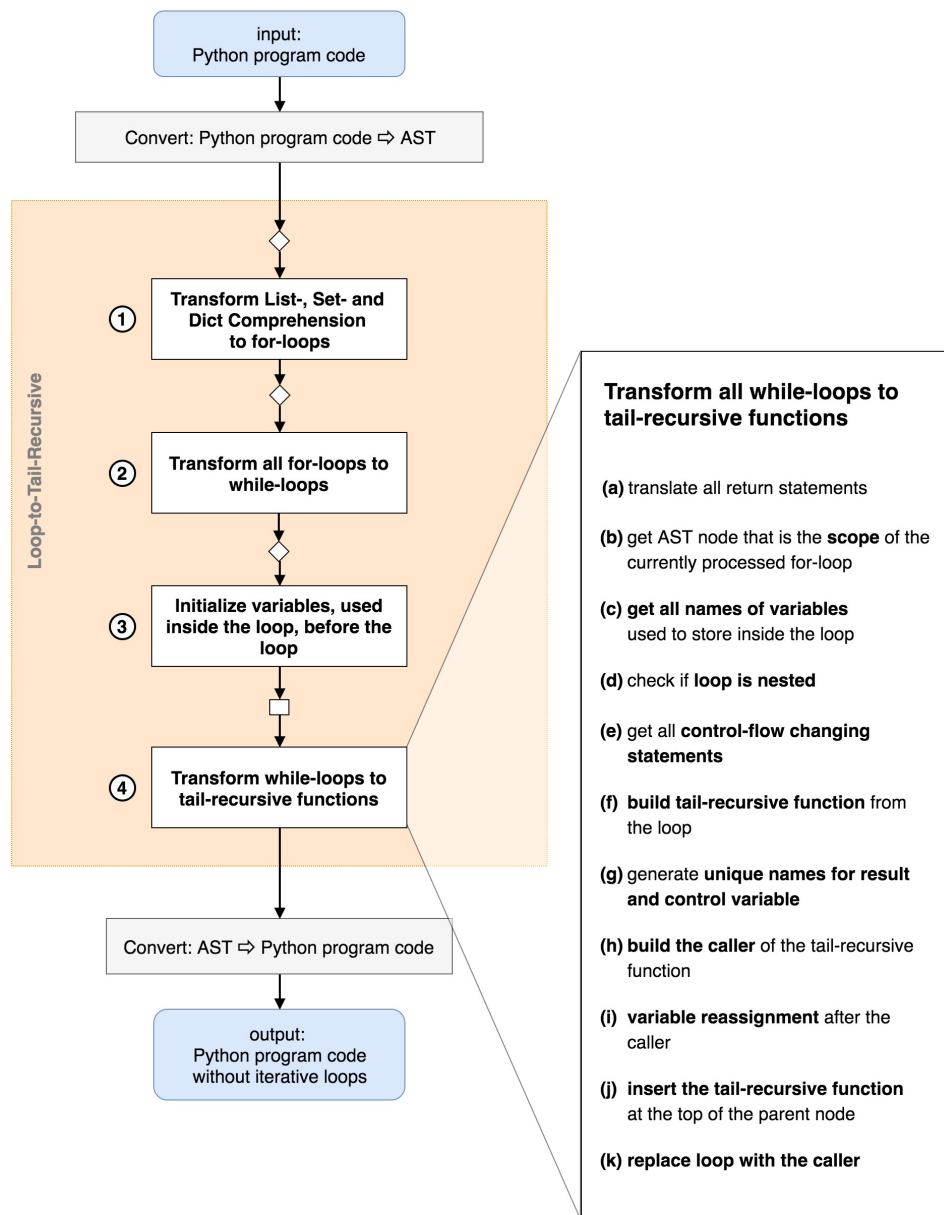 input:
Python program code
Convert: Python program code ⇨ AST
Loop-to-Tail-Recursive
1
Transform List-, Set- and
Dict Comprehension
to for-loops
2
Transform all for-loops to
while-loops
3
Initialize variables, used
inside the loop, before the
loop
4
Transform while-loops to
tail-recursive functions
Convert: AST ⇨ Python program code
output:
Python program code
without iterative loops
Transform all while-loops to
tail-recursive functions
(a) translate all return statements
(b) get AST node that is the scope of the
currently processed for-loop
(c) get all names of variables
used to store inside the loop
(d) check if loop is nested
(e) get all control-flow changing
statements
(f) build tail-recursive function from
the loop
(g) generate unique names for result
and control variable
(h) build the caller of the tail-recursive
function
(i) variable reassignment after the
caller
(j) insert the tail-recursive function
at the top of the parent node
(k) replace loop with the caller